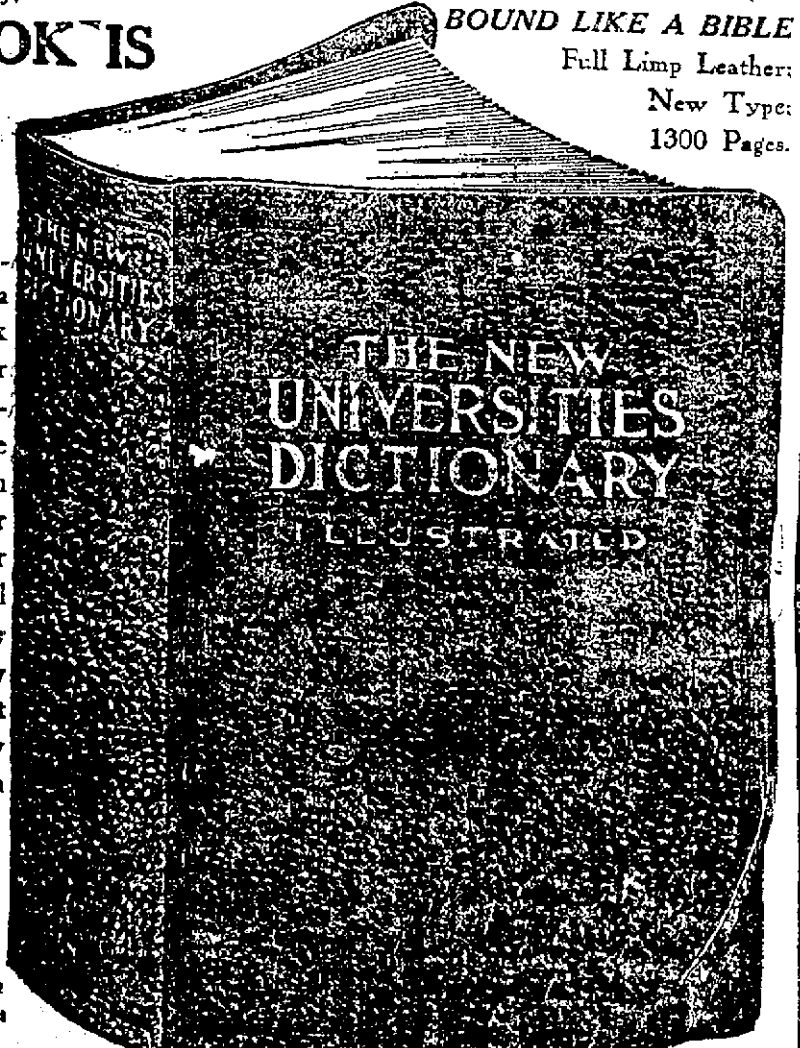 OK IS
BOUND LIKE A BIBLE
Full Limp Leather;
New Type;
1300 Pages.
THE NEW
UNIVERSITIES
DICTIONARY
THE NEW
UNIVERSITIES
DICTIONARY
ILLUSTRATED